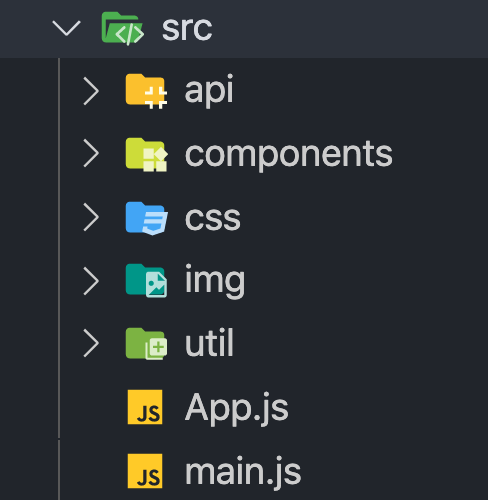 src
api
components
css
img
util
JS App.js
JS main.js